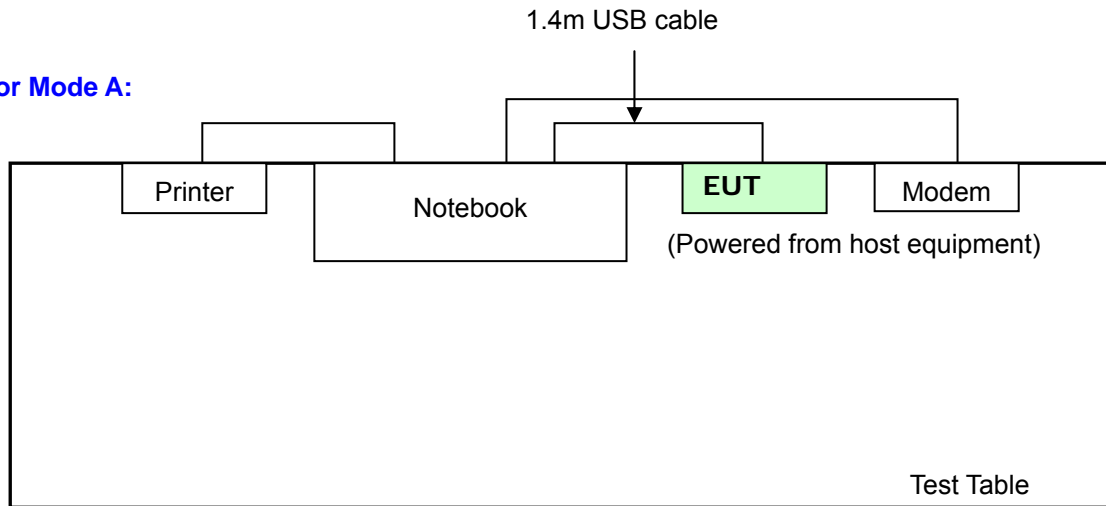 1.4m USB cable
or Mode A:
Printer
Notebook
EUT
Modem
(Powered from host equipment)
Test Table